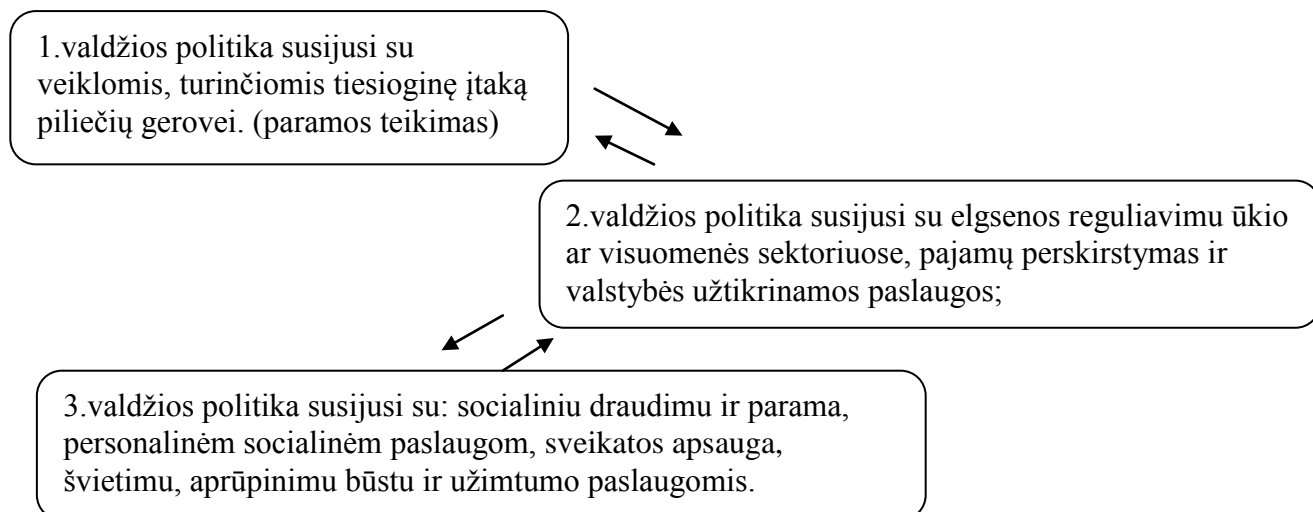 1.valdžios politika susijusi su
veiklomis, turinčiomis tiesioginę įtaką
piliečių gerovei. (paramos teikimas)
2.valdžios politika susijusi su elgsenos reguliavimu ūkio
ar visuomenės sektoriuose, pajamų perskirstymas ir
valstybės užtikrinamos paslaugos;
3.valdžios politika susijusi su: socialiniu draudimu ir parama,
personalinėm socialinėm paslaugom, sveikatos apsauga,
švietimu, aprūpinimu būstu ir užimtumo paslaugomis.